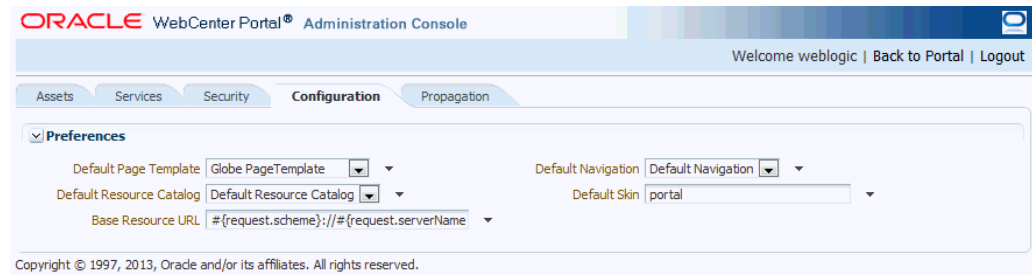 ORACLE WebCenter Portal® Administration Console
Welcome weblogic | Back to Portal | Logout
Assets Services Security Configuration Propagation
Preferences
Default Page Template Globe PageTemplate Default Navigation Default Navigation
Default Resource Catalog Default Resource Catalog Default Skin portal
Base Resource URL #{request.scheme}://#{request.serverName
Copyright © 1997, 2013, Oracle and/or its affiliates. All rights reserved.